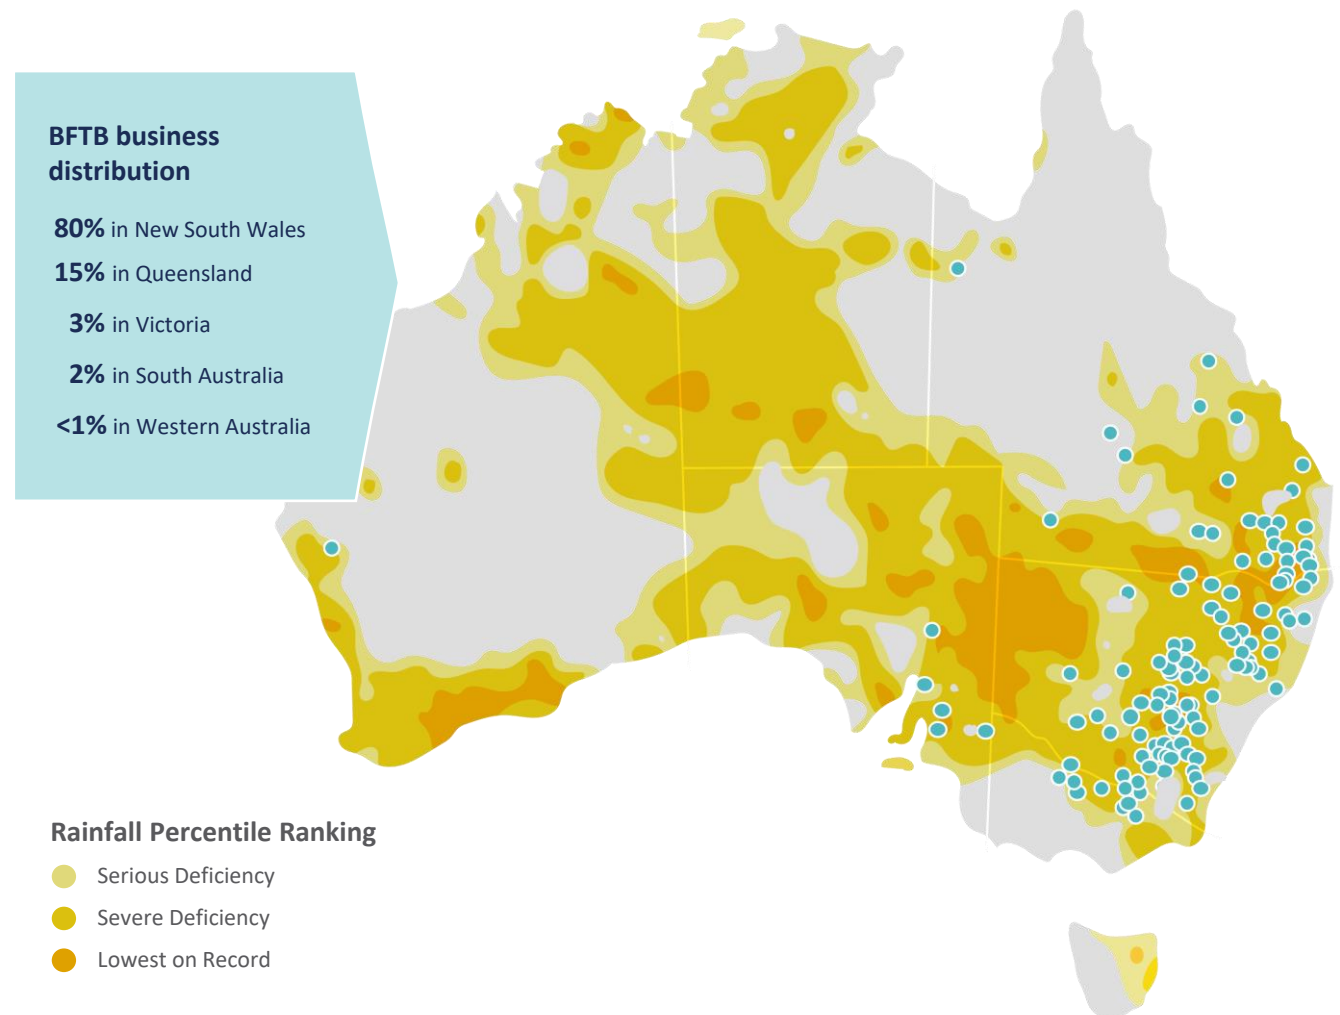 BFTB business
distribution
80% in New South Wales
15% in Queensland
3% in Victoria
2% in South Australia
<1% in Western Australia
Rainfall Percentile Ranking
Serious Deficiency
Severe Deficiency
Lowest on Record